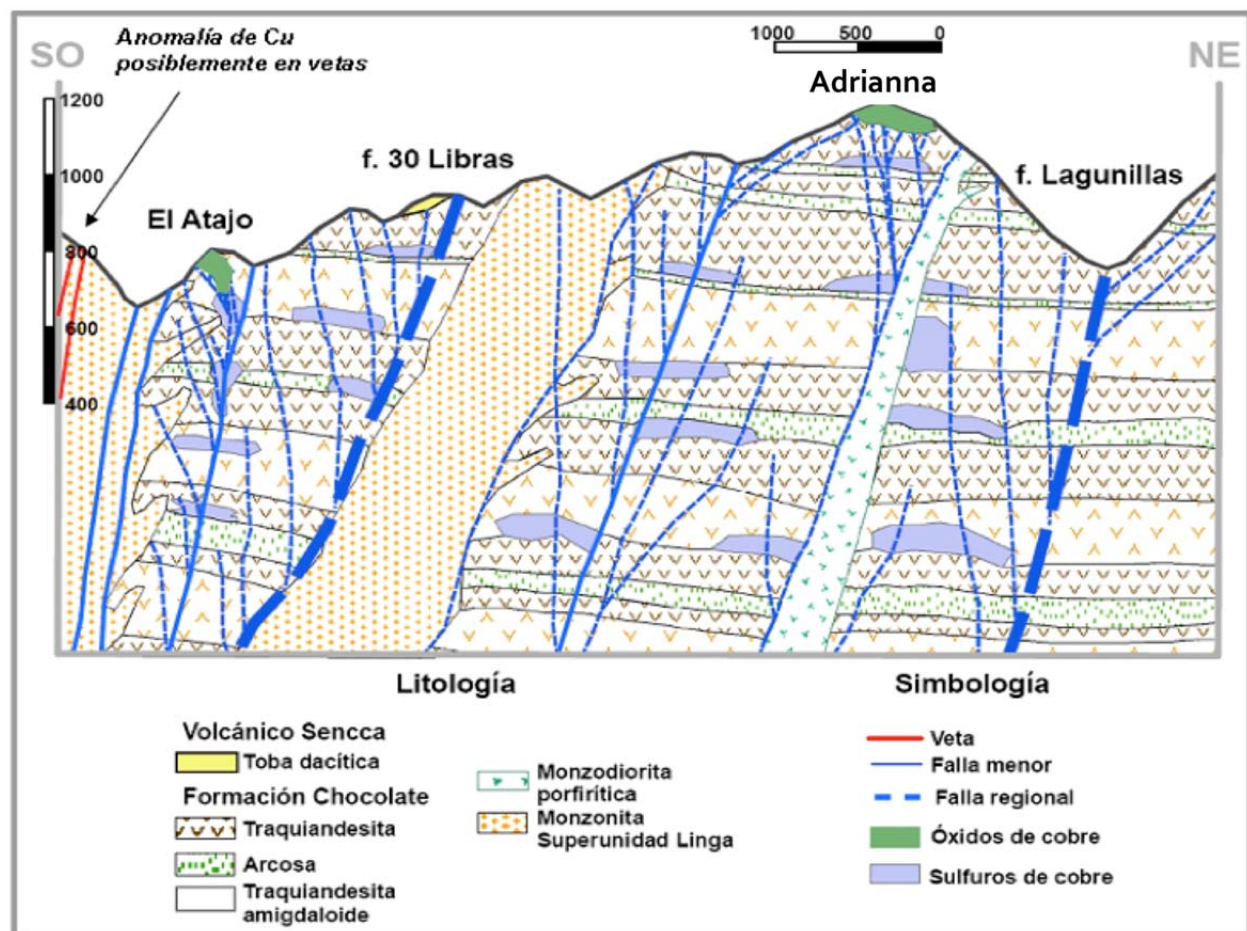 Anomalía de Cu
posiblemente en vetas
SO
1000 500 0
NE
Adrianna
1200
f. 30 Libras
1000
f. Lagunillas
El Atajo
800
600
400
Litología
Simbología
Volcánico Sencca
Toba dacítica
Formación Chocolate
Traquiandesita
Arcosa
Traquiandesita
amigdaloide
Monzodiorita
porfirítica
Monzonita
Superunidad Linga
Veta
Falla menor
Falla regional
Óxidos de cobre
Sulfuros de cobre